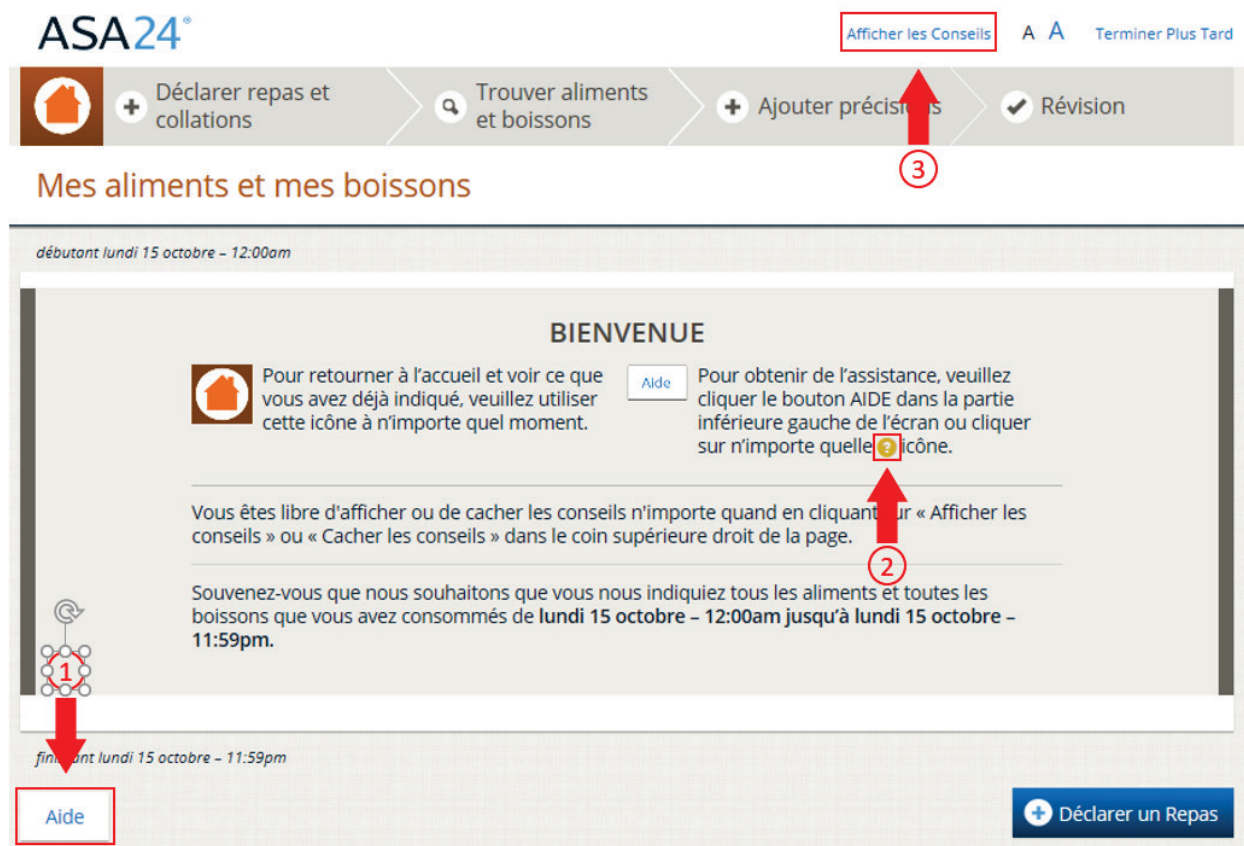 ASA24®
Afficher les Conseils A A Terminer Plus Tard
Déclarer repas et
collations
Trouver aliments
et boissons
Ajouter précisions
Révision
3
Mes aliments et mes boissons
débutant lundi 15 octobre – 12:00am
BIENVENUE
Pour retourner à l'accueil et voir ce que
vous avez déjà indiqué, veuillez utiliser
cette icône à n'importe quel moment.
Aide
Pour obtenir de l'assistance, veuillez
cliquer le bouton AIDE dans la partie
inférieure gauche de l'écran ou cliquer
sur n'importe quelle ? icône.
Vous êtes libre d'afficher ou de cacher les conseils n'importe quand en cliquant sur « Afficher les
conseils » ou « Cacher les conseils » dans le coin supérieure droit de la page.
2
Souvenez-vous que nous souhaitons que vous nous indiquiez tous les aliments et toutes les
boissons que vous avez consommés de lundi 15 octobre – 12:00am jusqu'à lundi 15 octobre –
11:59pm.
1
finissant lundi 15 octobre – 11:59pm
Aide
Déclarer un Repas